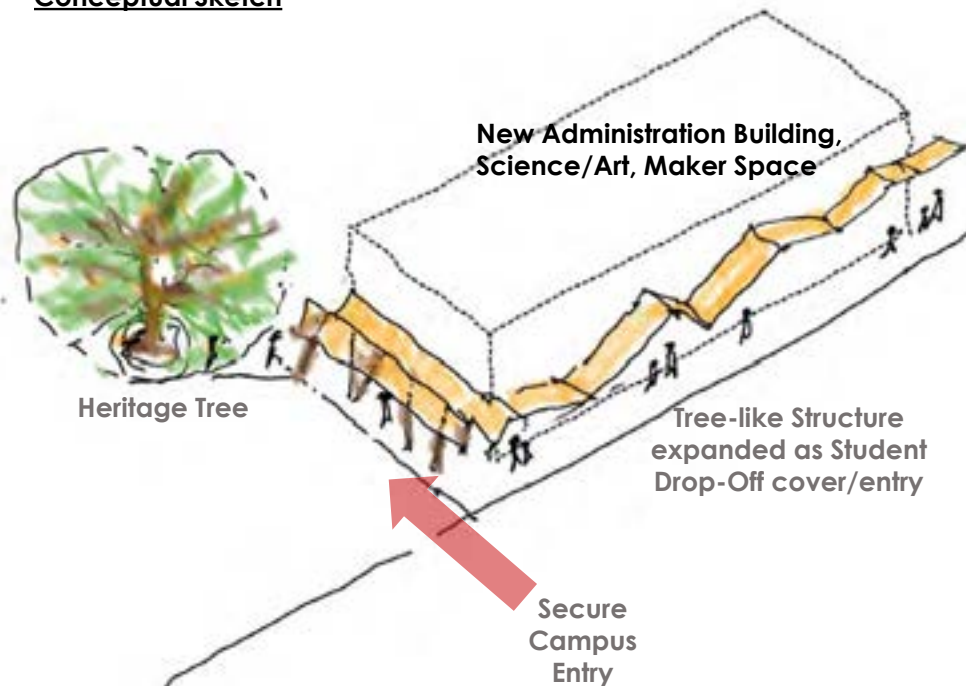 Conceptual Sketch
New Administration Building,
Science/Art, Maker Space
Heritage Tree
Tree-like Structure
expanded as Student
Drop-Off cover/entry
Secure
Campus
Entry